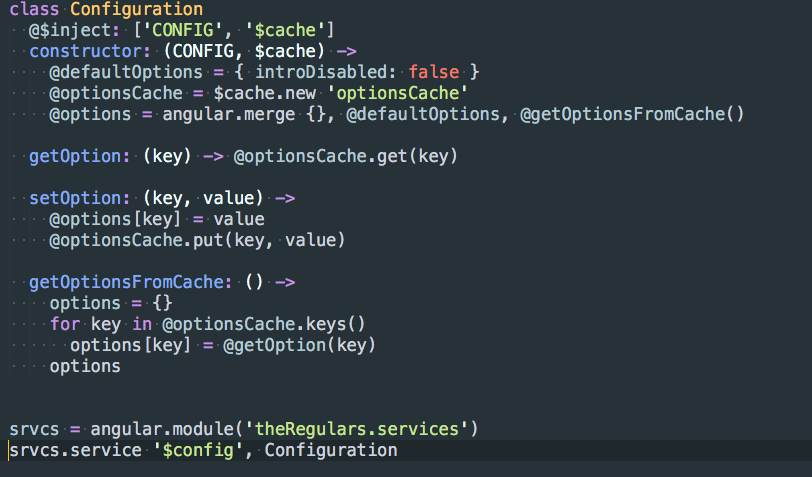 class Configuration
  @$inject: ['CONFIG', '$cache']
  constructor: (CONFIG, $cache) ->
    @defaultOptions = { introDisabled: false }
    @optionsCache = $cache.new 'optionsCache'
    @options = angular.merge {}, @defaultOptions, @getOptionsFromCache()

  getOption: (key) -> @optionsCache.get(key)

  setOption: (key, value) ->
    @options[key] = value
    @optionsCache.put(key, value)

  getOptionsFromCache: () ->
    options = {}
    for key in @optionsCache.keys()
      options[key] = @getOption(key)
    options


srvcs = angular.module('theRegulars.services')
srvcs.service '$config', Configuration